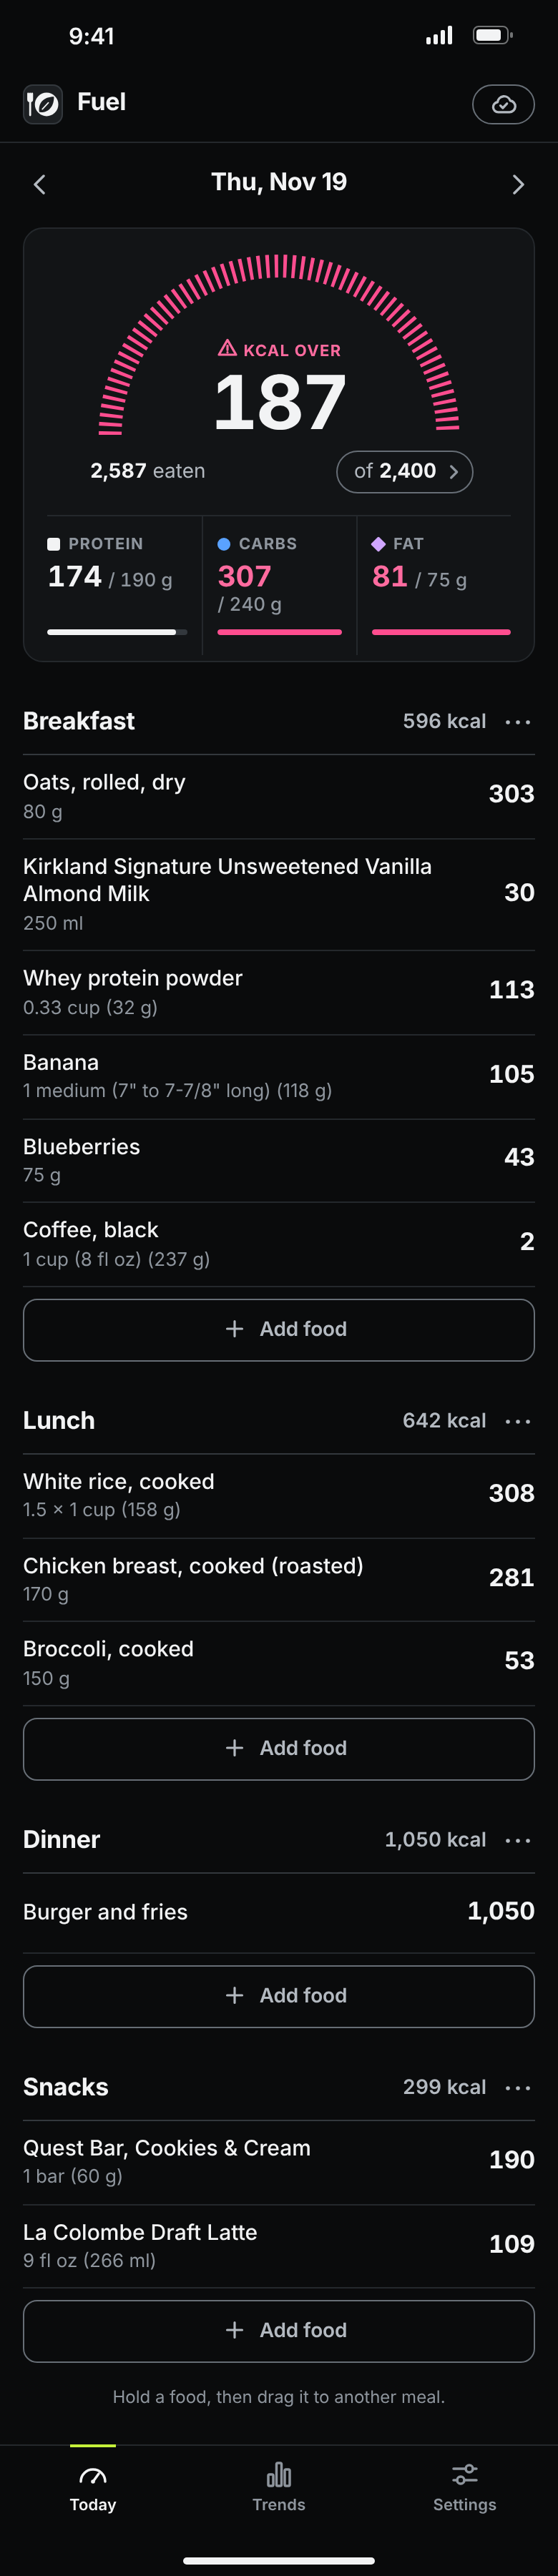 9:41
Fuel
Thu, Nov 19
KCAL OVER
187
2,587 eaten
of 2,400
PROTEIN
174 / 190 g
CARBS
307
/ 240 g
FAT
81 / 75 g
Breakfast
596 kcal
Oats, rolled, dry
80 g
303
Kirkland Signature Unsweetened Vanilla
Almond Milk
250 ml
30
Whey protein powder
0.33 cup (32 g)
113
Banana
1 medium (7" to 7-7/8" long) (118 g)
105
Blueberries
75 g
43
Coffee, black
1 cup (8 fl oz) (237 g)
2
Add food
Lunch
642 kcal
White rice, cooked
1.5 × 1 cup (158 g)
308
Chicken breast, cooked (roasted)
170 g
281
Broccoli, cooked
150 g
53
Add food
Dinner
1,050 kcal
Burger and fries
1,050
Add food
Snacks
299 kcal
Quest Bar, Cookies & Cream
1 bar (60 g)
190
La Colombe Draft Latte
9 fl oz (266 ml)
109
Add food
Hold a food, then drag it to another meal.
Today
Trends
Settings